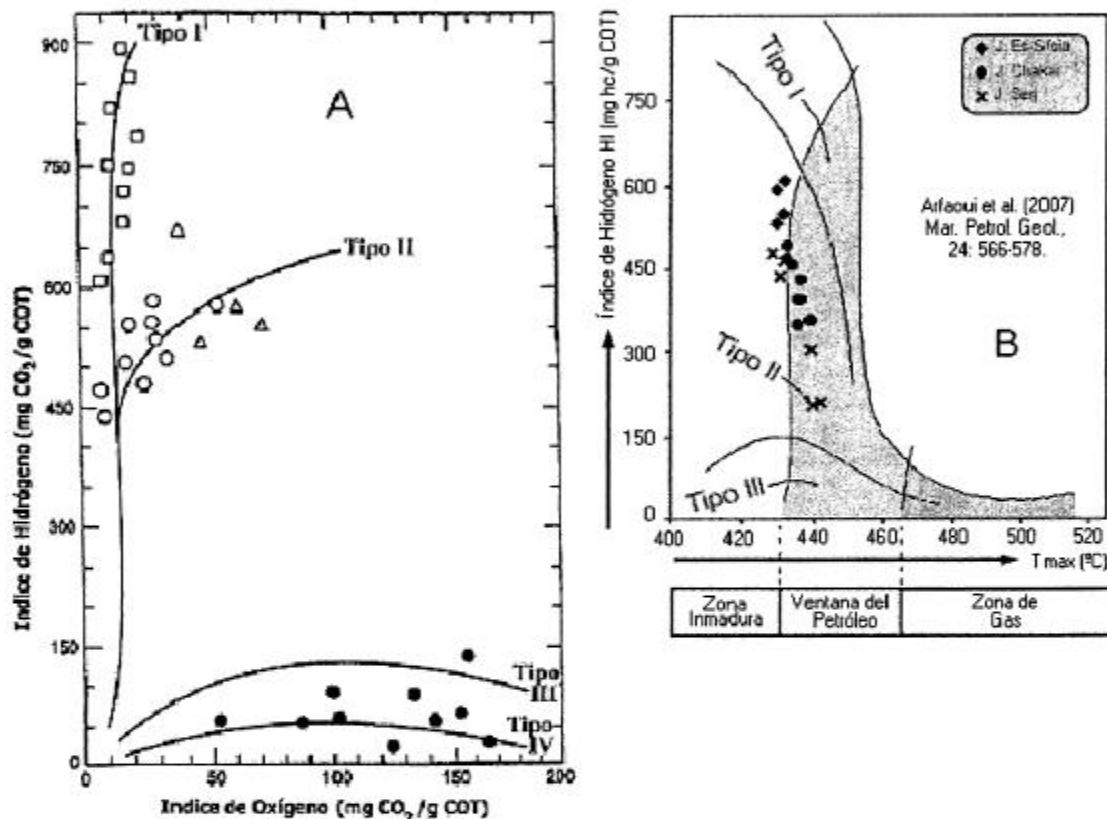 900
750
600
450
300
150
0
Indice de Hidrógeno (mg CO2/g COT)
Tipo I
A
Tipo II
Tipo
III
Tipo
IV
0
50
100
150
200
Indice de Oxígeno (mg CO2/g COT)
Índice de Hidrógeno HI (mg hc/g COT)
750
600
450
300
150
0
Tipo I
J. Es-Sfeia
J. Chakar
J. Serj
Arfaoui et al. (2007)
Mar. Petrol. Geol.,
24: 566-578.
B
Tipo II
Tipo III
400
420
440
460
480
500
520
T max (ºC)
Zona
Inmadura
Ventana del
Petróleo
Zona de
Gas